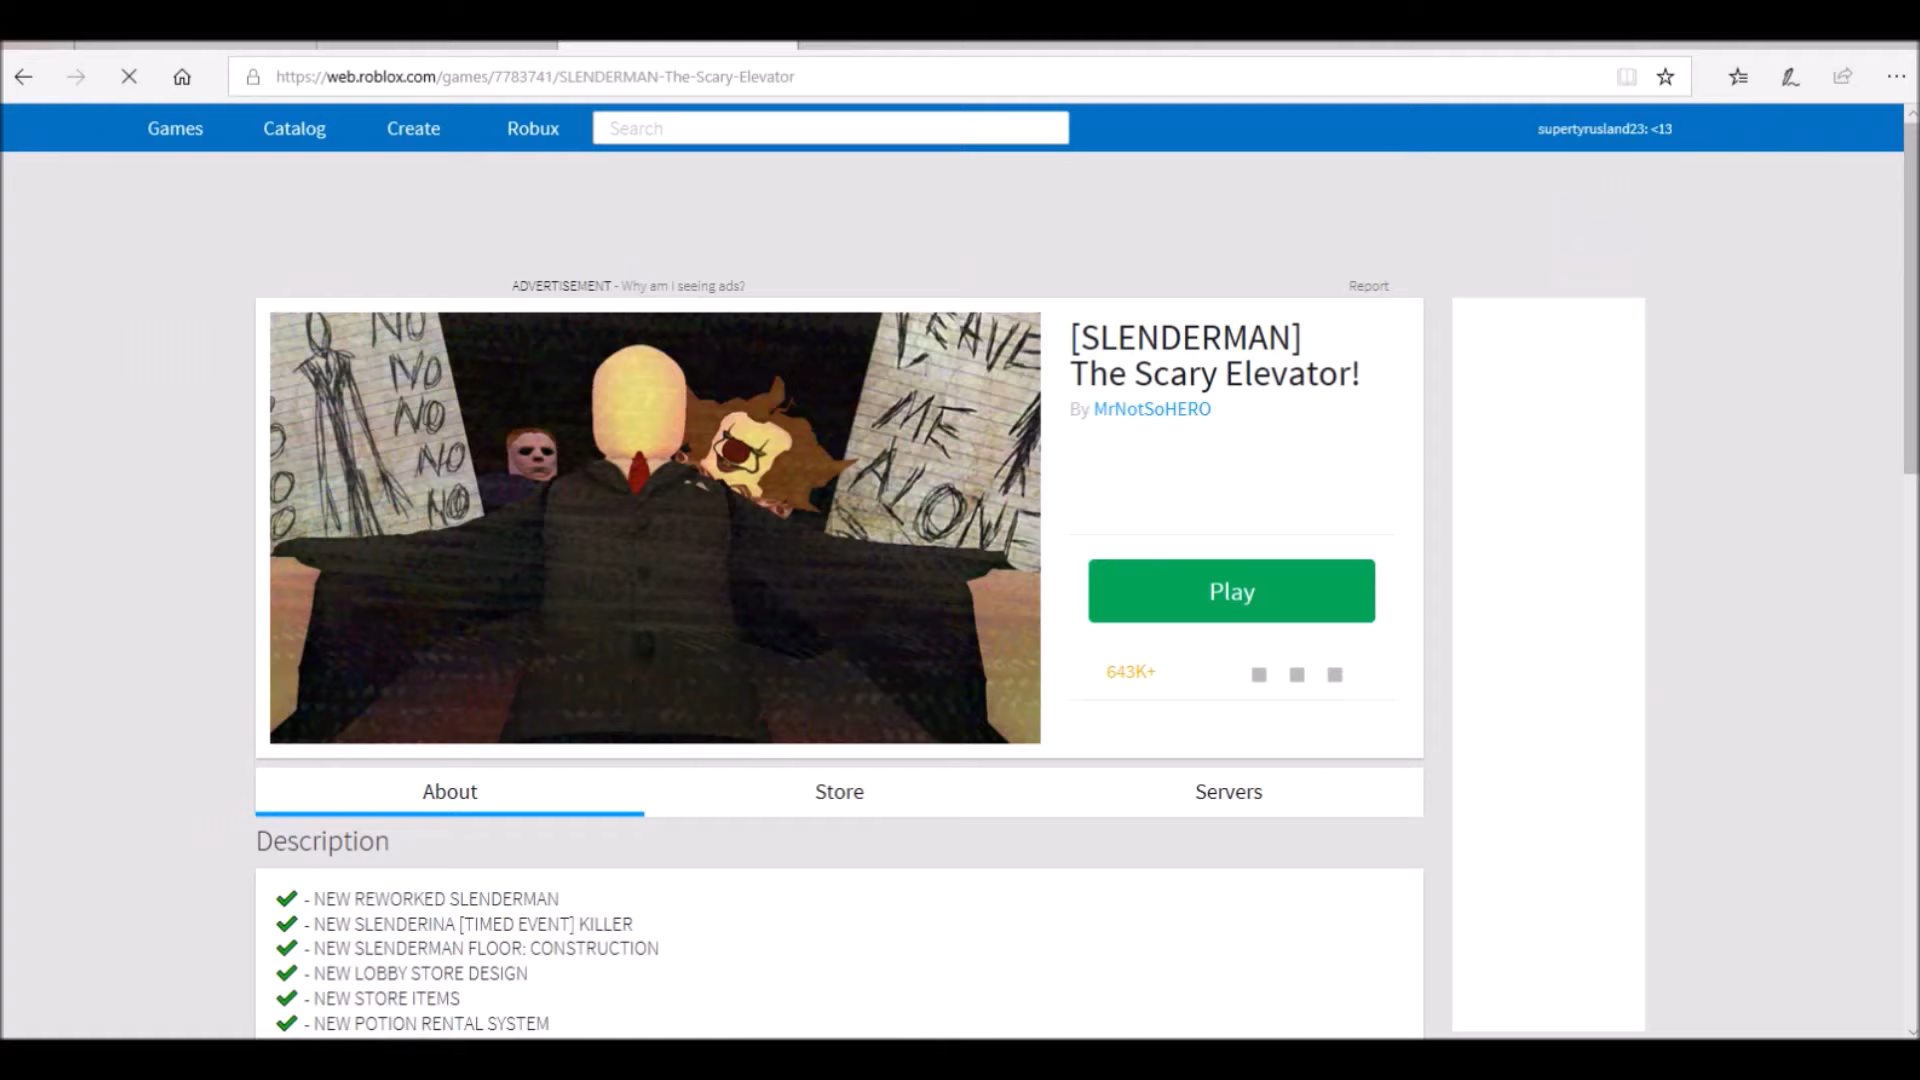 https://web.roblox.com/games/7783741/SLENDERMAN-The-Scary-Elevator
Games
Catalog
Create
Robux
Search
supertyrusland23: <13
ADVERTISEMENT - Why am I seeing ads?
Report
NO
NO
NO
NO
NO
LEAVE
ME
ALONE
[SLENDERMAN]
The Scary Elevator!
By MrNotSoHERO
Play
643K+
About
Store
Servers
Description
- NEW REWORKED SLENDERMAN
- NEW SLENDERINA [TIMED EVENT] KILLER
- NEW SLENDERMAN FLOOR: CONSTRUCTION
- NEW LOBBY STORE DESIGN
- NEW STORE ITEMS
- NEW POTION RENTAL SYSTEM